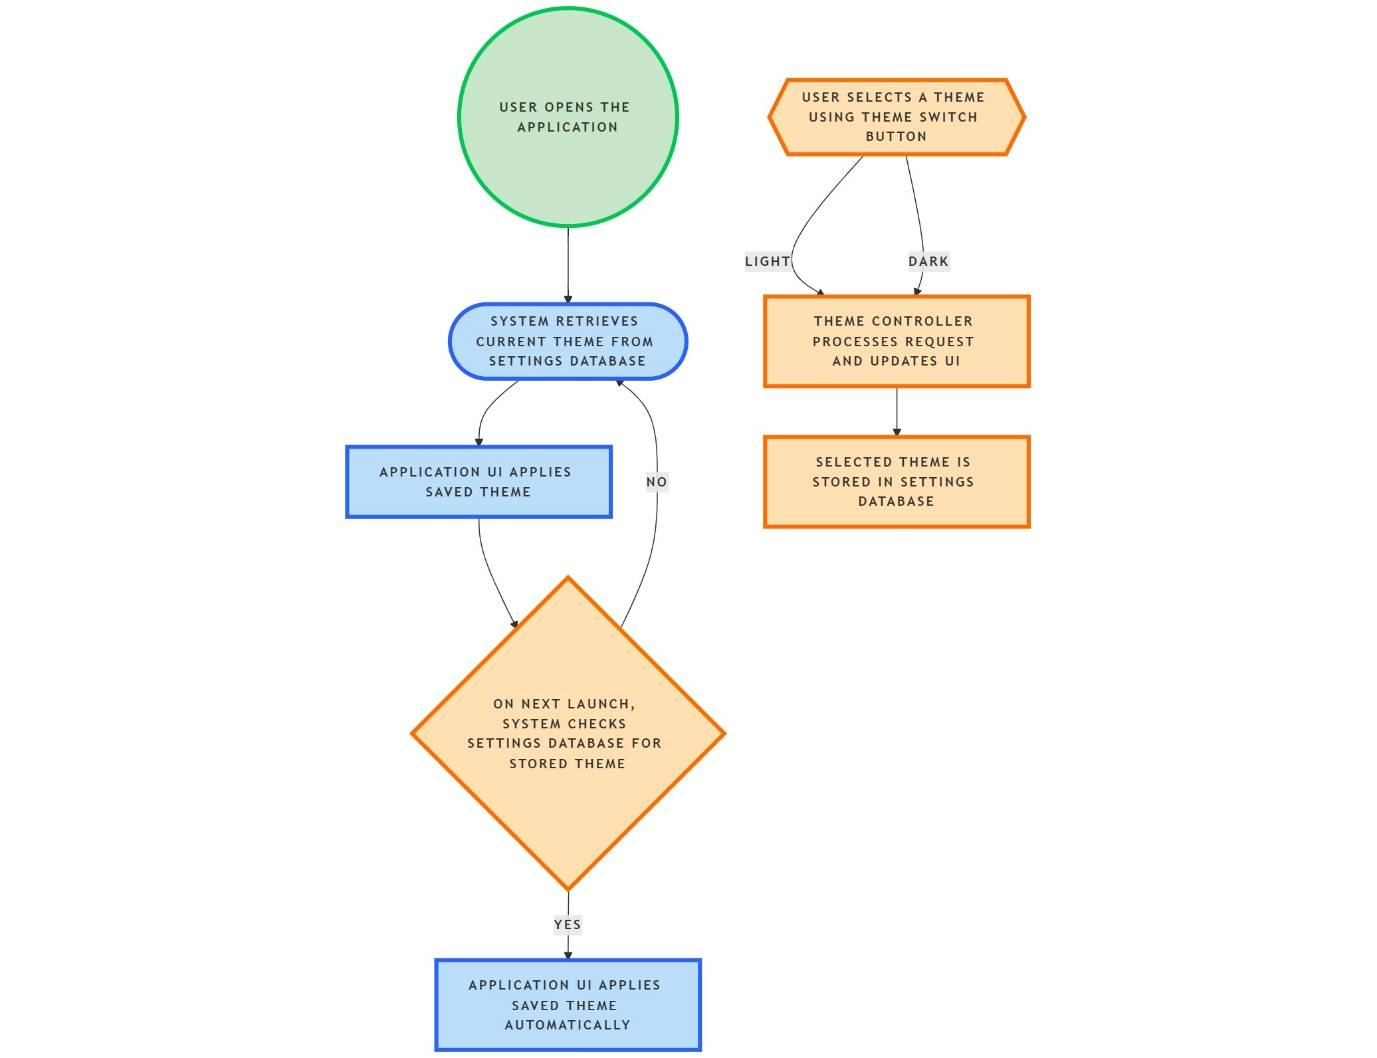 USER OPENS THE
APPLICATION
USER SELECTS A THEME
USING THEME SWITCH
BUTTON
LIGHT
DARK
SYSTEM RETRIEVES
CURRENT THEME FROM
SETTINGS DATABASE
THEME CONTROLLER
PROCESSES REQUEST
AND UPDATES UI
APPLICATION UI APPLIES
SAVED THEME
NO
SELECTED THEME IS
STORED IN SETTINGS
DATABASE
ON NEXT LAUNCH,
SYSTEM CHECKS
SETTINGS DATABASE FOR
STORED THEME
YES
APPLICATION UI APPLIES
SAVED THEME
AUTOMATICALLY